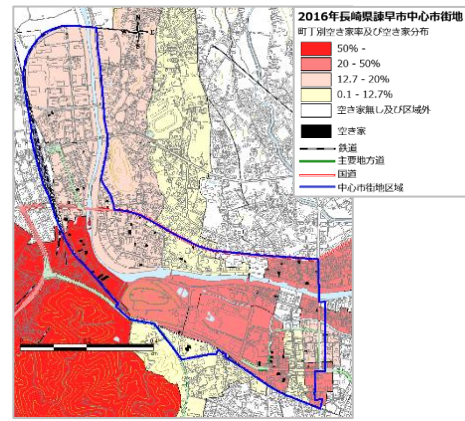 2016年長崎県諫早市中心市街地
町丁別空き家率及び空き家分布
50% -
20 - 50%
12.7 - 20%
0.1 - 12.7%
空き家無し及び区域外
空き家
鉄道
主要地方道
国道
中心市街地区域